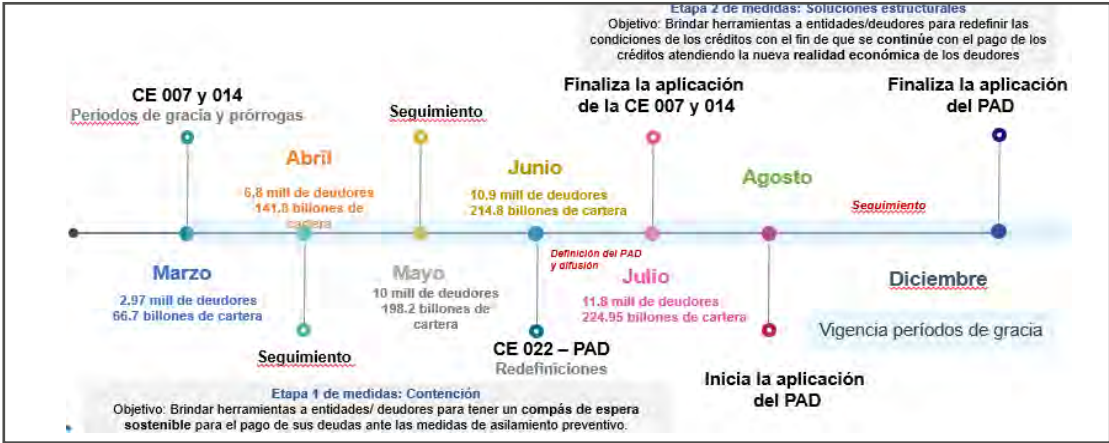 Etapa 2 de medidas: Soluciones estructurales
Objetivo: Brindar herramientas a entidades/deudores para redefinir las
condiciones de los créditos con el fin de que se continúe con el pago de los
créditos atendiendo la nueva realidad económica de los deudores
CE 007 y 014
Periodos de gracia y prórrogas
Seguimiento
Finaliza la aplicación
de la CE 007 y 014
Finaliza la aplicación
del PAD
Abril
6,8 mill de deudores
141.8 billones de
cartera
Junio
10.9 mill de deudores
214.8 billones de cartera
Agosto
Seguimiento
Marzo
2.97 mill de deudores
66.7 billones de cartera
Mayo
10 mill de deudores
198.2 billones de
cartera
Definición del PAD
y difusión
Julio
11.8 mill de deudores
224.95 billones de cartera
Diciembre
Vigencia períodos de gracia
Seguimiento
CE 022 – PAD
Redefiniciones
Inicia la aplicación
del PAD
Etapa 1 de medidas: Contención
Objetivo: Brindar herramientas a entidades/ deudores para tener un compás de espera
sostenible para el pago de sus deudas ante las medidas de asilamiento preventivo.